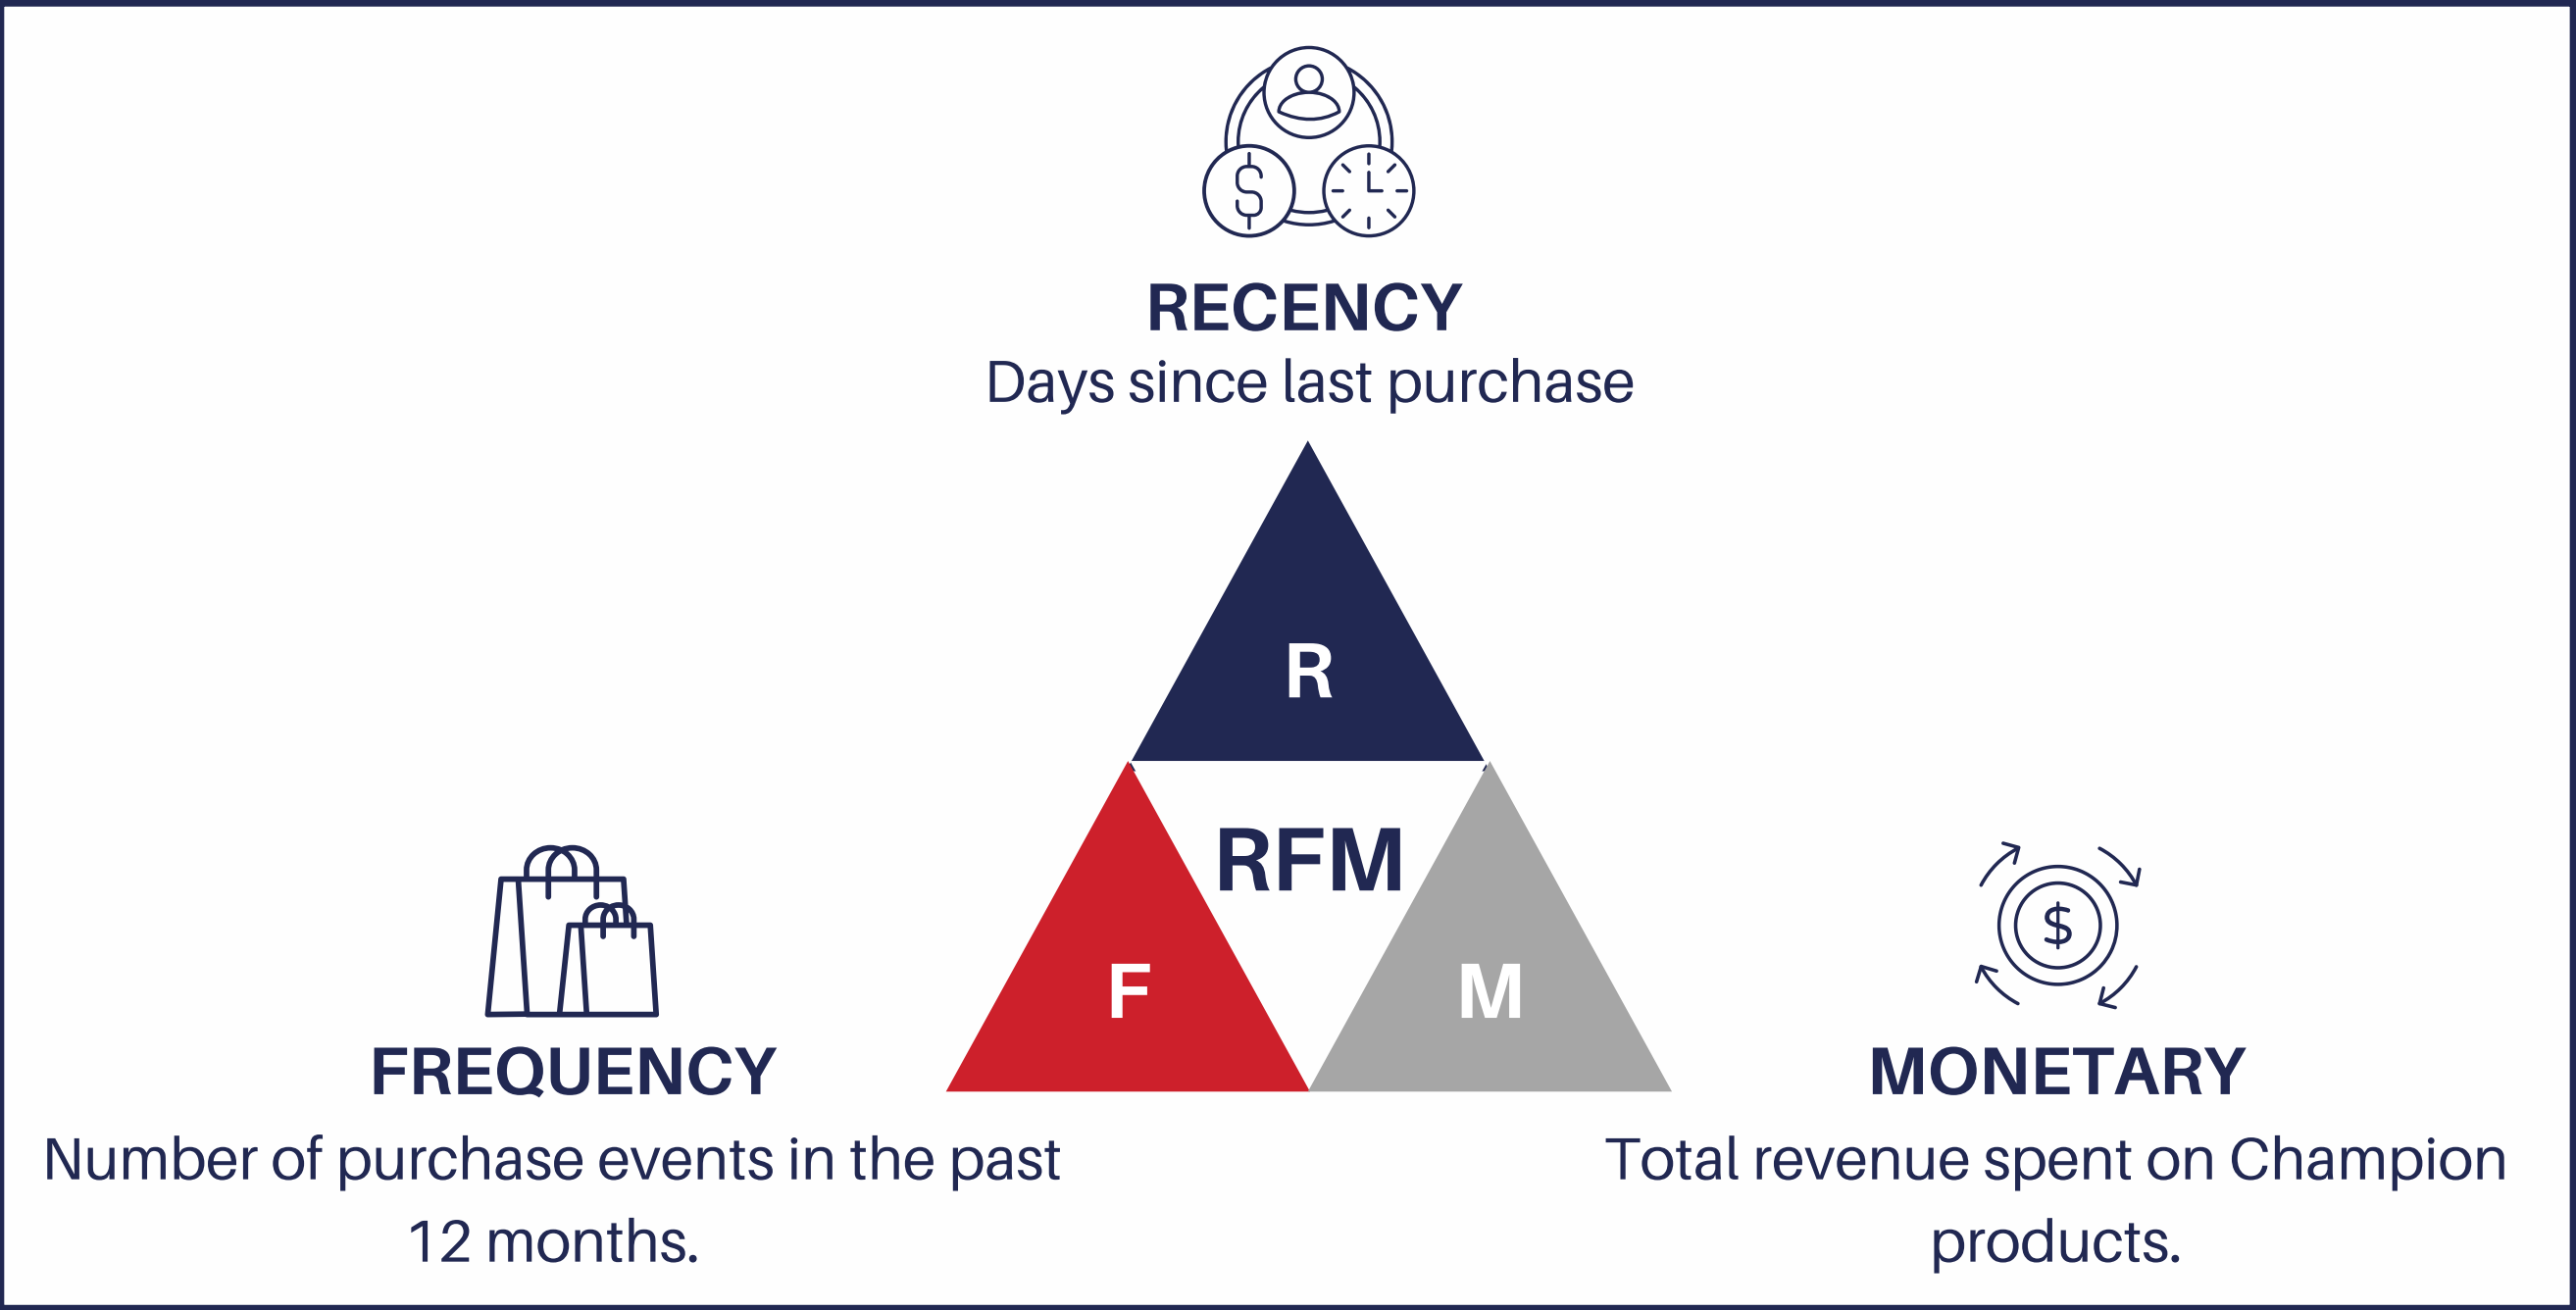 RECENCY
Days since last purchase
R
RFM
F
M
FREQUENCY
Number of purchase events in the past
12 months.
MONETARY
Total revenue spent on Champion
products.